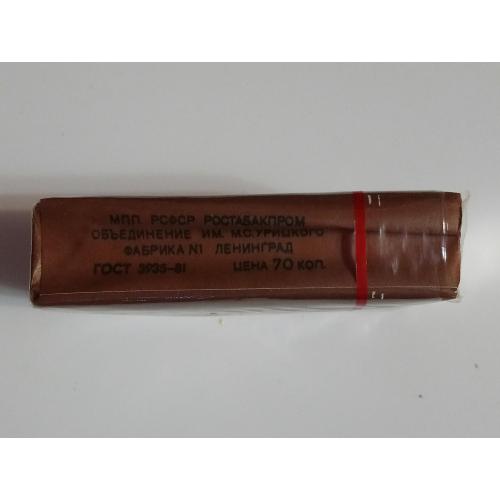 МПП РСФСР РОСТАБАКПРОМ
ОБЪЕДИНЕНИЕ ИМ. М.С.УРИЦКОГО
ФАБРИКА N1 ЛЕНИНГРАД
ГОСТ 3935-81 ЦЕНА 70 КОП.